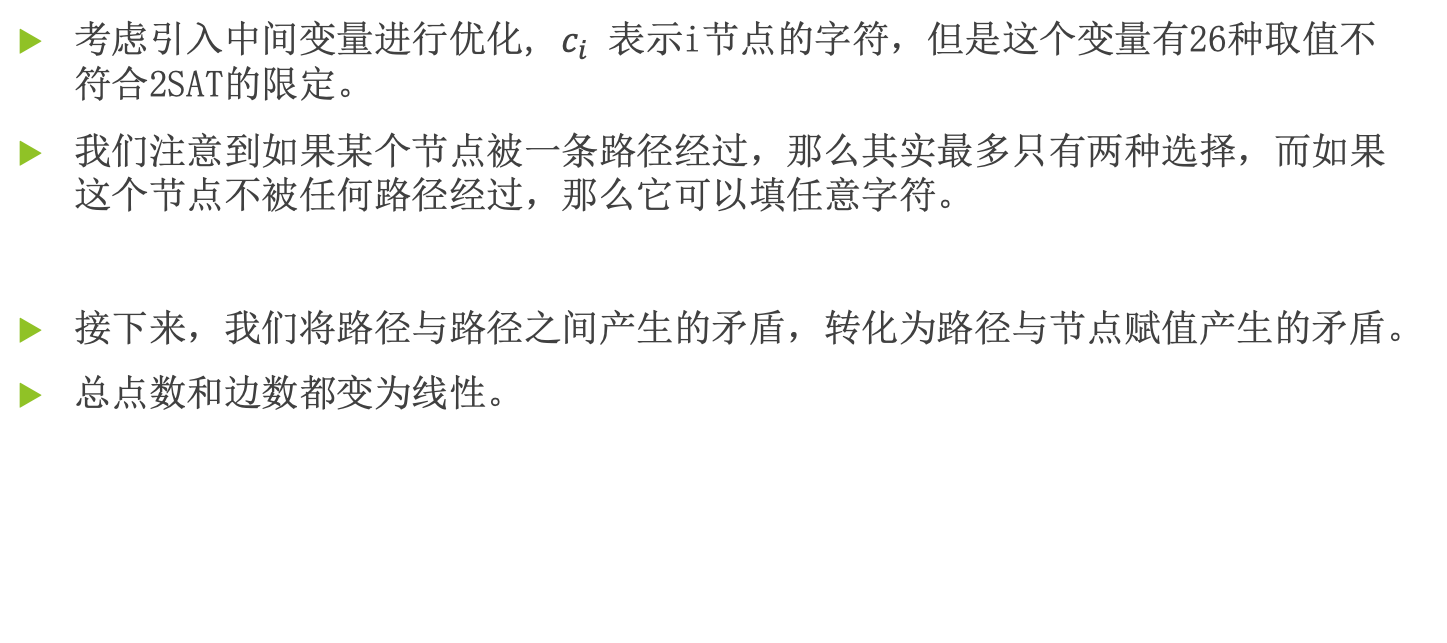 考虑引入中间变量进行优化, cᵢ 表示i节点的字符，但是这个变量有26种取值不
符合2SAT的限定。
我们注意到如果某个节点被一条路径经过，那么其实最多只有两种选择，而如果
这个节点不被任何路径经过，那么它可以填任意字符。
接下来，我们将路径与路径之间产生的矛盾，转化为路径与节点赋值产生的矛盾。
总点数和边数都变为线性。